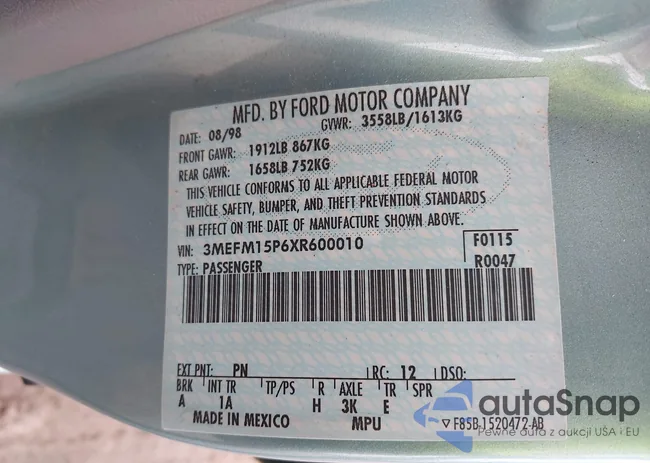 MFD. BY FORD MOTOR COMPANY
DATE: 08/98 GVWR: 3558LB/1613KG
FRONT GAWR: 1912LB 867KG
REAR GAWR: 1658LB 752KG
THIS VEHICLE CONFORMS TO ALL APPLICABLE FEDERAL MOTOR
VEHICLE SAFETY, BUMPER, AND THEFT PREVENTION STANDARDS
IN EFFECT ON THE DATE OF MANUFACTURE SHOWN ABOVE.
VIN: 3MEFM15P6XR600010 F0115
TYPE: PASSENGER R0047
EXT PNT: PN RC: 12 DSO:
BRK INT TR TP/PS R AXLE TR SPR
A 1A H 3K E
MADE IN MEXICO MPU F85B 1520472-AB
autaSnap
Pewne auta z aukcji USA i EU